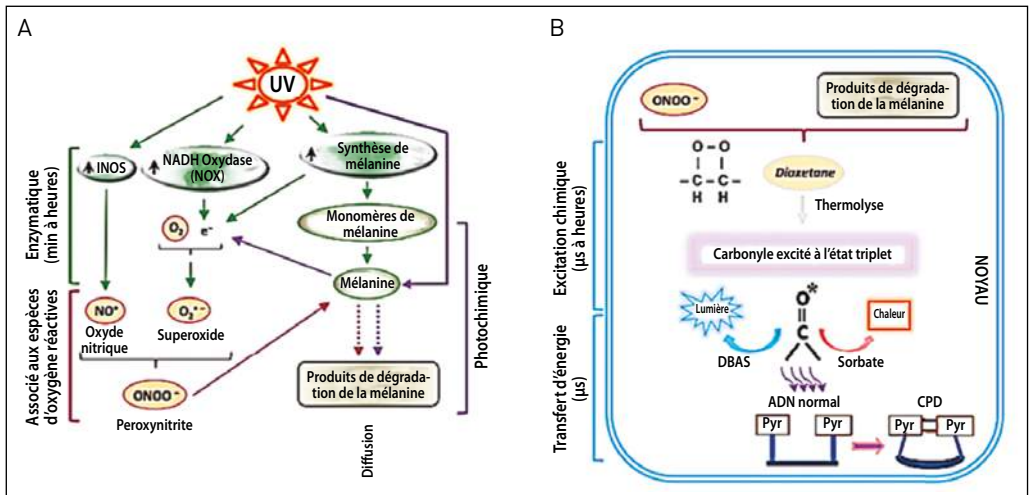 A
UV
INOS
NADH Oxydase
(NOX)
Synthèse de
mélanine
Monomères de
mélanine
O₂ e⁻
Mélanine
NO•
Oxyde
nitrique
O₂•⁻
Superoxide
ONOO⁻
Peroxynitrite
Produits de dégrada-
tion de la mélanine
Diffusion
Enzymatique
(min à heures)
Associé aux espèces
d'oxygène réactives
Photochimique
B
ONOO⁻
Produits de dégrada-
tion de la mélanine
O–O
–C–C–
H H
Dioxetane
Thermolyse
Carbonyle excité à l'état triplet
Lumière
O*
C
Chaleur
DBAS
Sorbate
ADN normal
CPD
Pyr Pyr
Pyr Pyr
Excitation chimique
(µs à heures)
Transfert d'énergie
(µs)
NOYAU